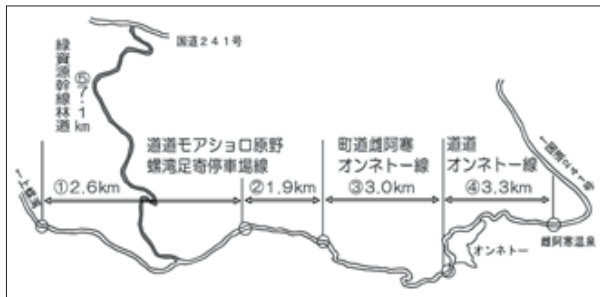 国道241号
緑資源幹線林道
⑤7.1km
道道モアショロ原野
螺滝足寄停車場線
町道雌阿寒
オンネトー線
道道
オンネトー線
①2.6km
②1.9km
③3.0km
④3.3km
オンネトー
雌阿寒温泉